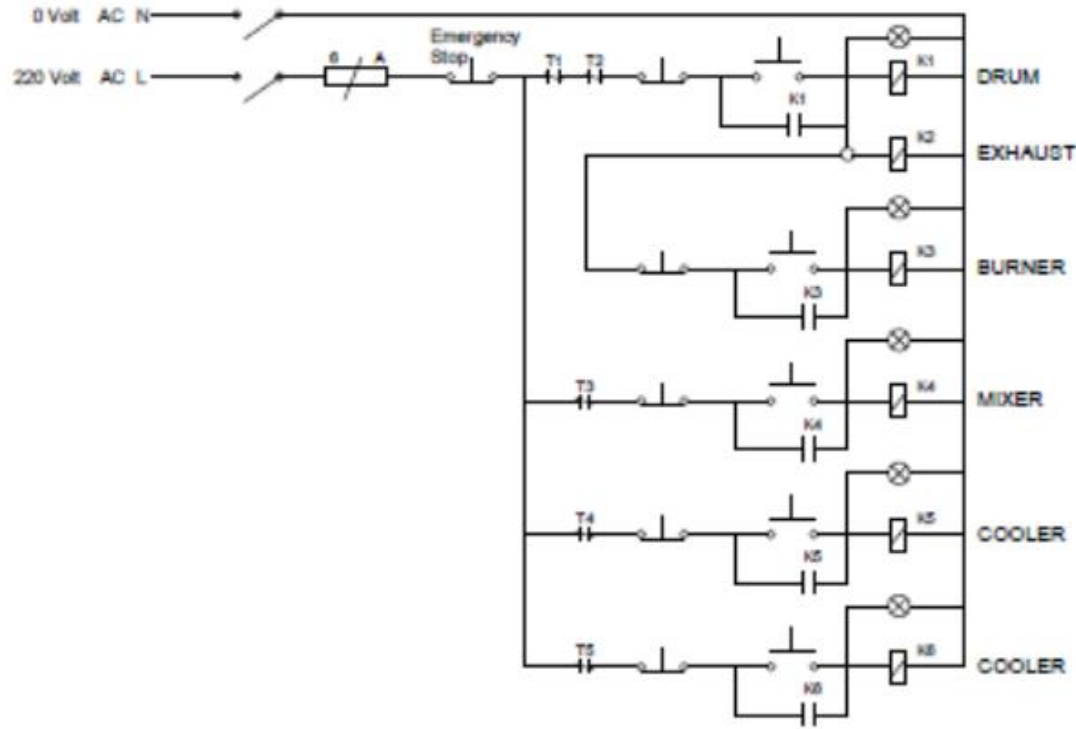 0 Volt AC N
Emergency
Stop
220 Volt AC L
6 A
T1 T2
K1
DRUM
K1
K2
EXHAUST
K3
BURNER
K3
T3
K4
MIXER
K4
T4
K5
COOLER
K5
T5
K6
COOLER
K6